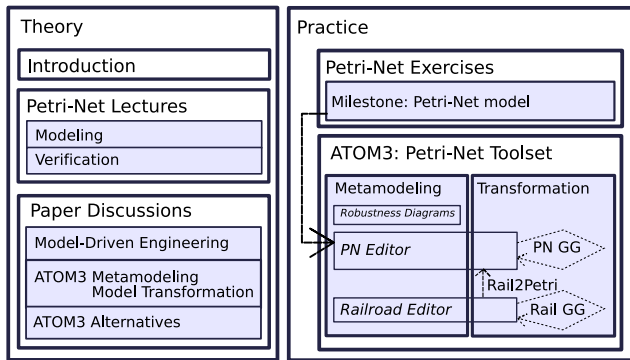 Theory
Introduction
Petri-Net Lectures
Modeling
Verification
Paper Discussions
Model-Driven Engineering
ATOM3 Metamodeling
Model Transformation
ATOM3 Alternatives
Practice
Petri-Net Exercises
Milestone: Petri-Net model
ATOM3: Petri-Net Toolset
Metamodeling
Robustness Diagrams
Transformation
PN Editor
PN GG
Rail2Petri
Railroad Editor
Rail GG